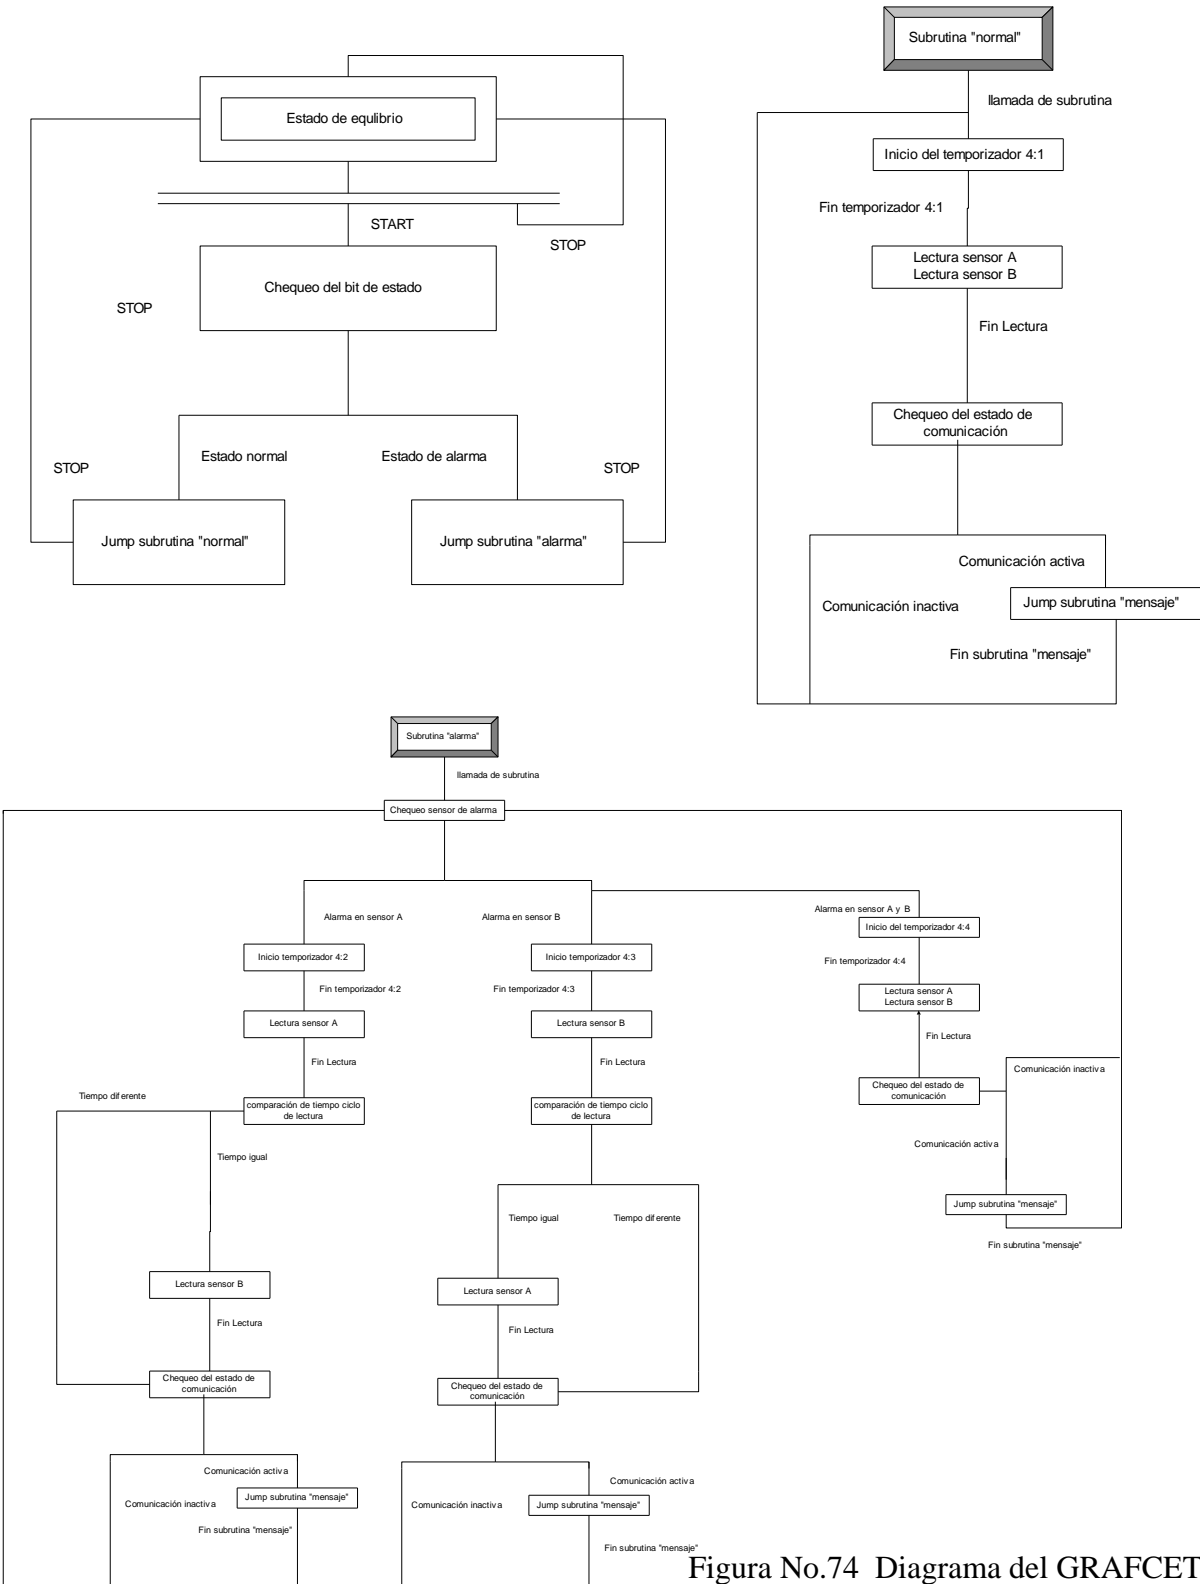 Estado de equlibrio
START
STOP
Chequeo del bit de estado
STOP
Estado normal
Estado de alarma
STOP
STOP
Jump subrutina "normal"
Jump subrutina "alarma"
Subrutina "normal"
llamada de subrutina
Inicio del temporizador 4:1
Fin temporizador 4:1
Lectura sensor A
Lectura sensor B
Fin Lectura
Chequeo del estado de
comunicación
Comunicación activa
Comunicación inactiva
Jump subrutina "mensaje"
Fin subrutina "mensaje"
Subrutina "alarma"
llamada de subrutina
Chequeo sensor de alarma
Alarma en sensor A
Inicio temporizador 4:2
Fin temporizador 4:2
Lectura sensor A
Fin Lectura
comparación de tiempo ciclo
de lectura
Tiempo diferente
Tiempo igual
Lectura sensor B
Fin Lectura
Chequeo del estado de
comunicación
Comunicación activa
Comunicación inactiva
Jump subrutina "mensaje"
Fin subrutina "mensaje"
Alarma en sensor B
Inicio temporizador 4:3
Fin temporizador 4:3
Lectura sensor B
Fin Lectura
comparación de tiempo ciclo
de lectura
Tiempo igual
Tiempo diferente
Lectura sensor A
Fin Lectura
Chequeo del estado de
comunicación
Comunicación activa
Comunicación inactiva
Jump subrutina "mensaje"
Fin subrutina "mensaje"
Alarma en sensor A y B
Inicio del temporizador 4:4
Fin temporizador 4:4
Lectura sensor A
Lectura sensor B
Fin Lectura
Chequeo del estado de
comunicación
Comunicación inactiva
Comunicación activa
Jump subrutina "mensaje"
Fin subrutina "mensaje"
Figura No.74 Diagrama del GRAFCET